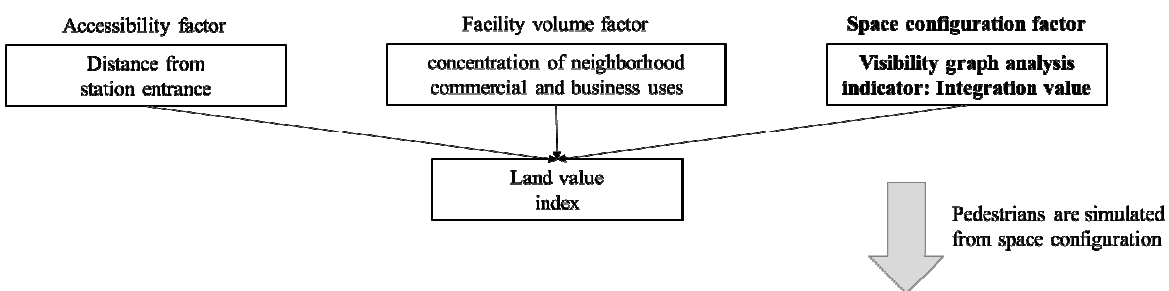 Accessibility factor
Distance from
station entrance
Facility volume factor
concentration of neighborhood
commercial and business uses
Space configuration factor
Visibility graph analysis
indicator: Integration value
Land value
index
Pedestrians are simulated
from space configuration